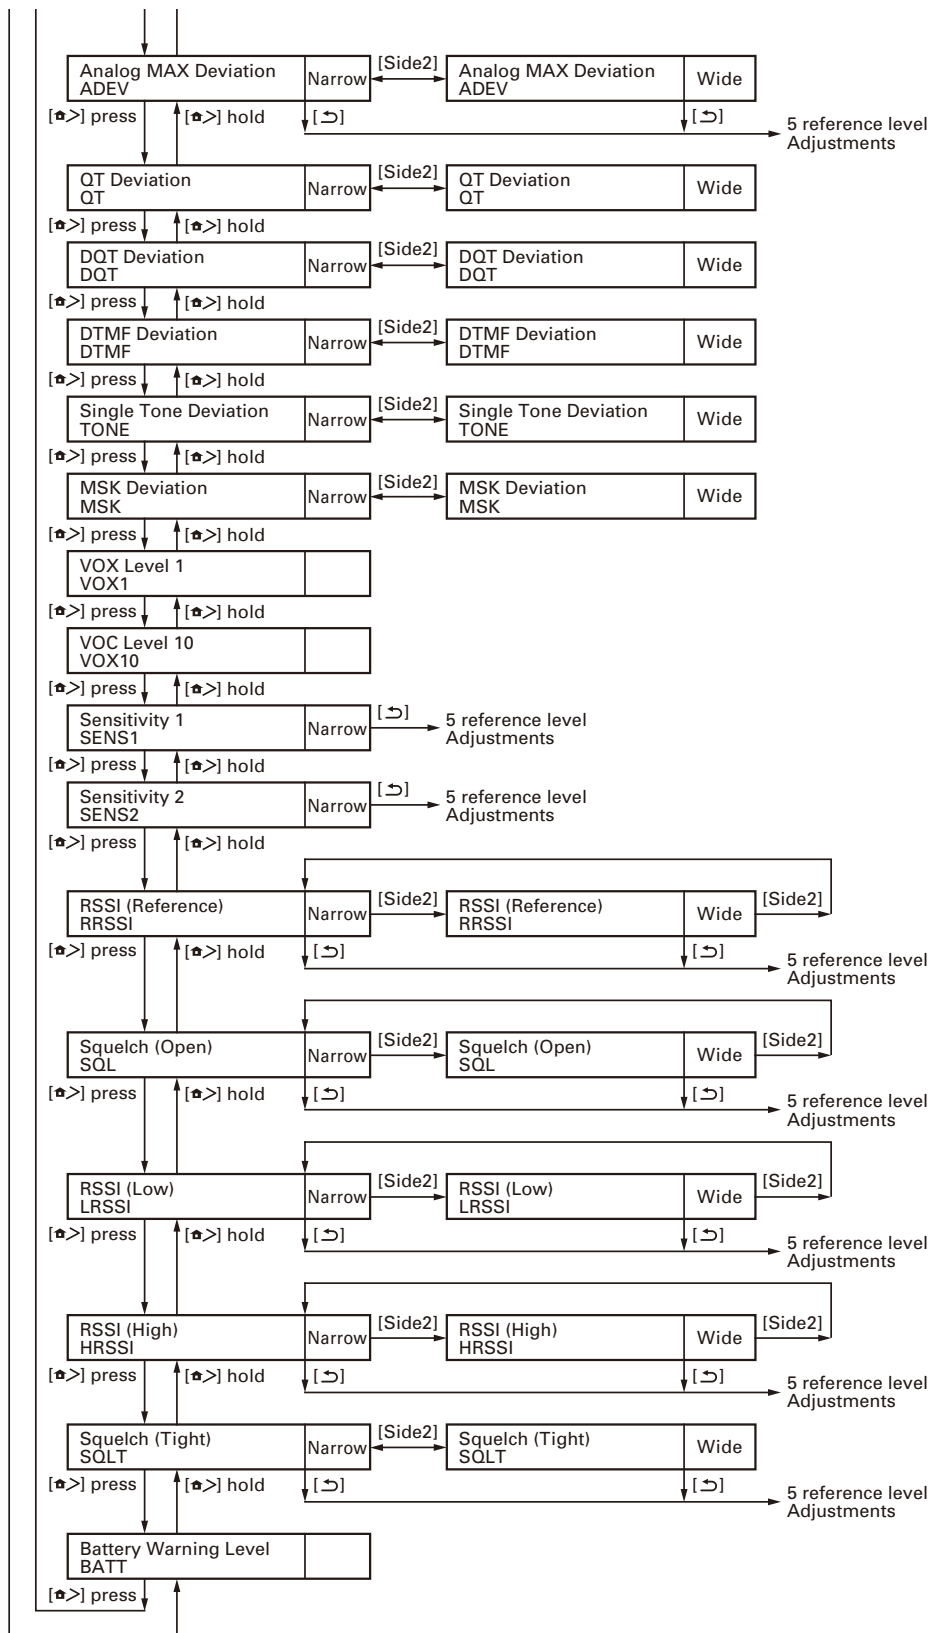 Analog MAX Deviation
ADEV
Narrow
[Side2]
Analog MAX Deviation
ADEV
Wide
[>] press
[>] hold
[⮌]
[⮌]
5 reference level
Adjustments
QT Deviation
QT
Narrow
[Side2]
QT Deviation
QT
Wide
[>] press
[>] hold
DQT Deviation
DQT
Narrow
[Side2]
DQT Deviation
DQT
Wide
[>] press
[>] hold
DTMF Deviation
DTMF
Narrow
[Side2]
DTMF Deviation
DTMF
Wide
[>] press
[>] hold
Single Tone Deviation
TONE
Narrow
[Side2]
Single Tone Deviation
TONE
Wide
[>] press
[>] hold
MSK Deviation
MSK
Narrow
[Side2]
MSK Deviation
MSK
Wide
[>] press
[>] hold
VOX Level 1
VOX1
[>] press
[>] hold
VOC Level 10
VOX10
[>] press
[>] hold
Sensitivity 1
SENS1
Narrow
[⮌]
5 reference level
Adjustments
[>] press
[>] hold
Sensitivity 2
SENS2
Narrow
[⮌]
5 reference level
Adjustments
[>] press
[>] hold
RSSI (Reference)
RRSSI
Narrow
[Side2]
RSSI (Reference)
RRSSI
Wide
[Side2]
[>] press
[>] hold
[⮌]
[⮌]
5 reference level
Adjustments
Squelch (Open)
SQL
Narrow
[Side2]
Squelch (Open)
SQL
Wide
[Side2]
[>] press
[>] hold
[⮌]
[⮌]
5 reference level
Adjustments
RSSI (Low)
LRSSI
Narrow
[Side2]
RSSI (Low)
LRSSI
Wide
[Side2]
[>] press
[>] hold
[⮌]
[⮌]
5 reference level
Adjustments
RSSI (High)
HRSSI
Narrow
[Side2]
RSSI (High)
HRSSI
Wide
[Side2]
[>] press
[>] hold
[⮌]
[⮌]
5 reference level
Adjustments
Squelch (Tight)
SQLT
Narrow
[Side2]
Squelch (Tight)
SQLT
Wide
[>] press
[>] hold
[⮌]
[⮌]
5 reference level
Adjustments
Battery Warning Level
BATT
[>] press